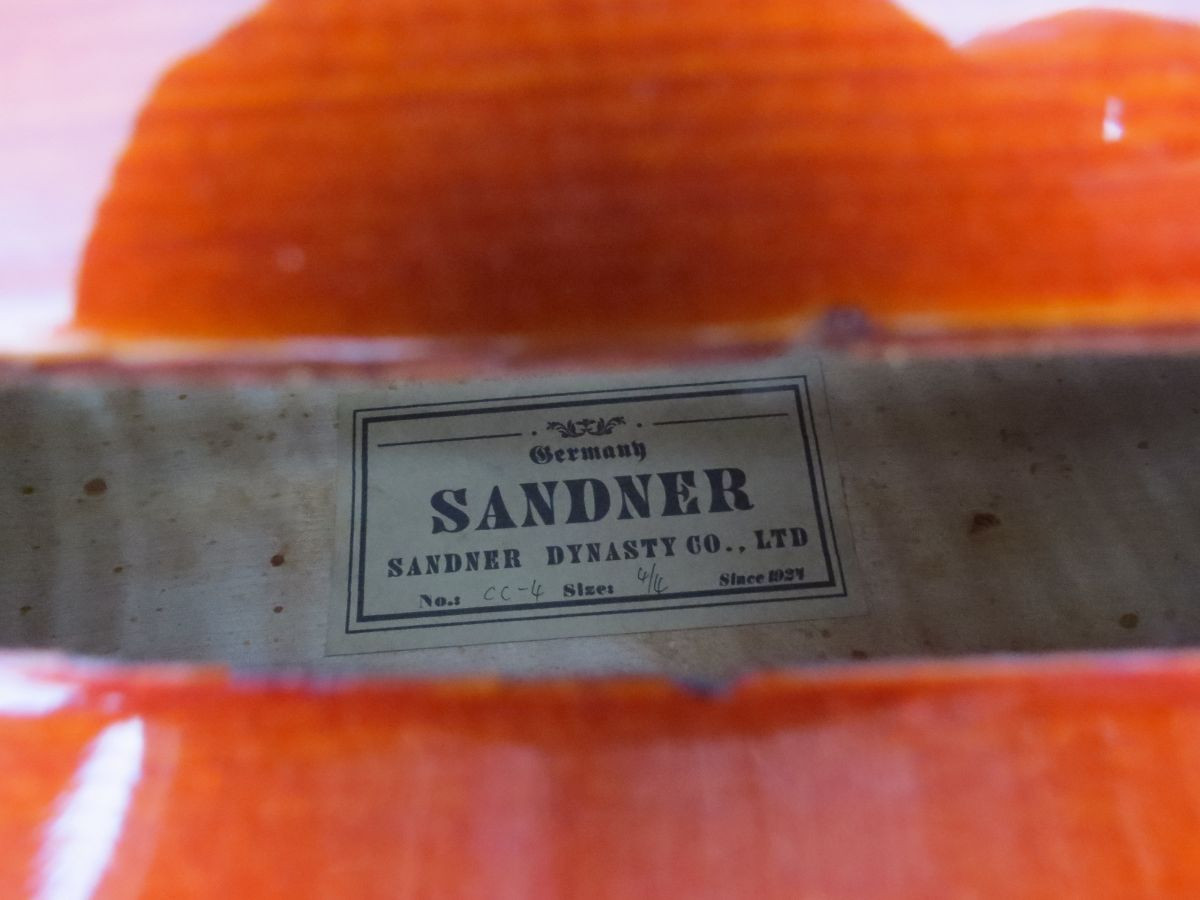 Germany
SANDNER
SANDNER DYNASTY CO., LTD
No.: CC-4 Size: 4/4 Since 1927